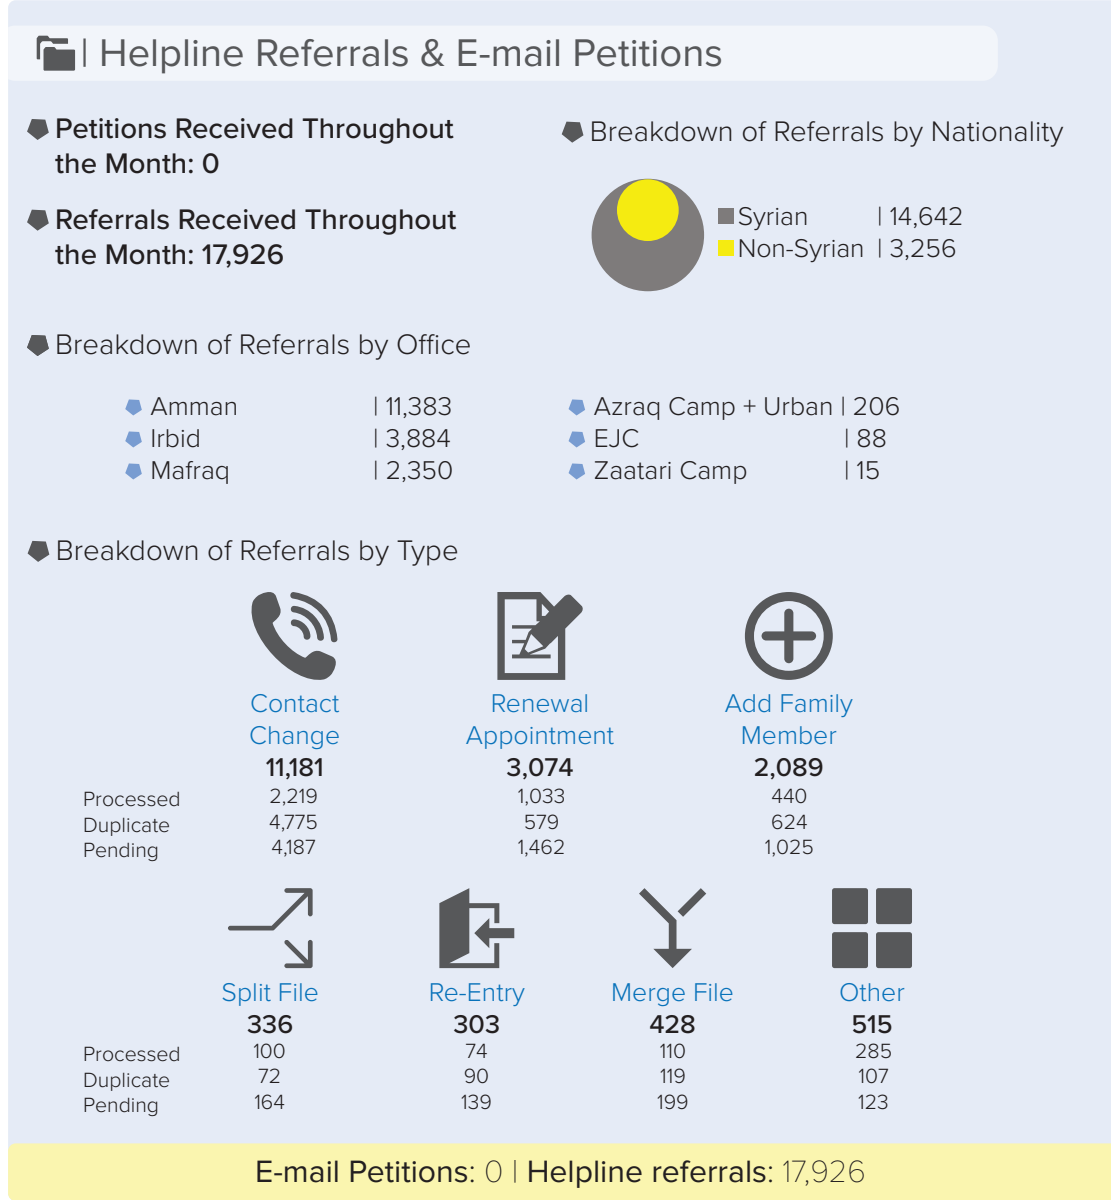 | Helpline Referrals & E-mail Petitions
Petitions Received Throughout
the Month: 0
Referrals Received Throughout
the Month: 17,926
Breakdown of Referrals by Nationality
Syrian | 14,642
Non-Syrian | 3,256
Breakdown of Referrals by Office
Amman | 11,383
Irbid | 3,884
Mafraq | 2,350
Azraq Camp + Urban | 206
EJC | 88
Zaatari Camp | 15
Breakdown of Referrals by Type
Contact
Change
11,181
Renewal
Appointment
3,074
Add Family
Member
2,089
Processed 2,219 1,033 440
Duplicate 4,775 579 624
Pending 4,187 1,462 1,025
Split File Re-Entry Merge File Other
336 303 428 515
Processed 100 74 110 285
Duplicate 72 90 119 107
Pending 164 139 199 123
E-mail Petitions: 0 | Helpline referrals: 17,926